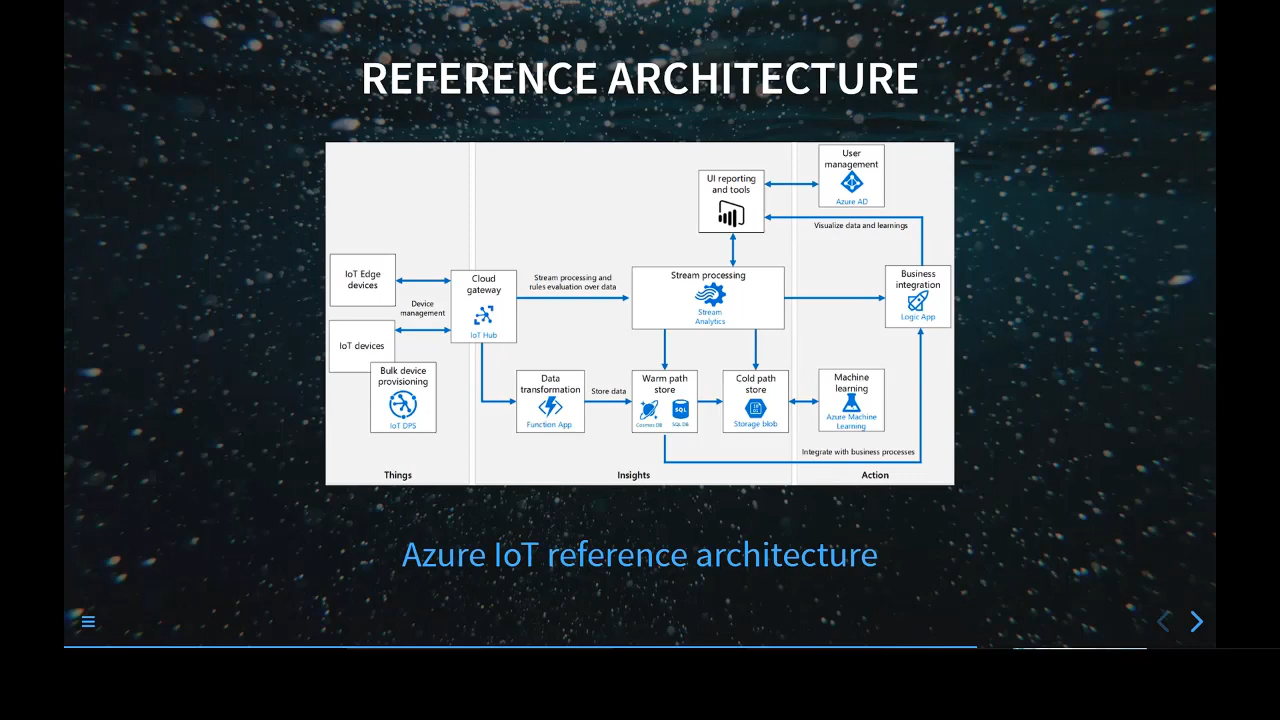 REFERENCE ARCHITECTURE
User
management
Azure AD
UI reporting
and tools
Visualize data and learnings
IoT Edge
devices
Cloud
gateway
IoT Hub
Stream processing and
rules evaluation over data
Stream processing
Stream
Analytics
Business
integration
Logic App
Device
management
IoT devices
Bulk device
provisioning
IoT DPS
Data
transformation
Function App
Store data
Warm path
store
Cosmos DB
SQL
SQL DB
Cold path
store
Storage blob
Machine
learning
Azure Machine
Learning
Integrate with business processes
Things
Insights
Action
Azure IoT reference architecture